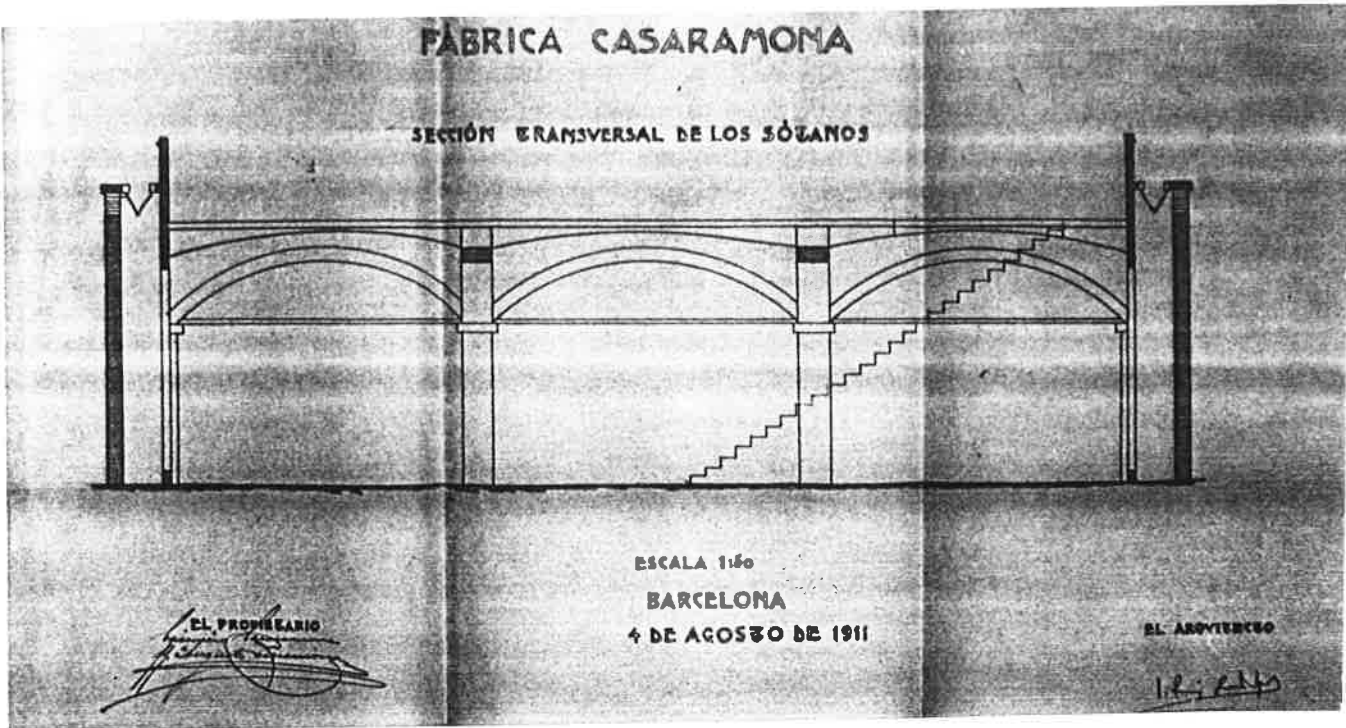 FÁBRICA CASARAMONA
SECCIÓN TRANSVERSAL DE LOS SÓTANOS
ESCALA 1:50
BARCELONA
4 DE AGOSTO DE 1911
EL PROPIETARIO
EL ARQUITECTO